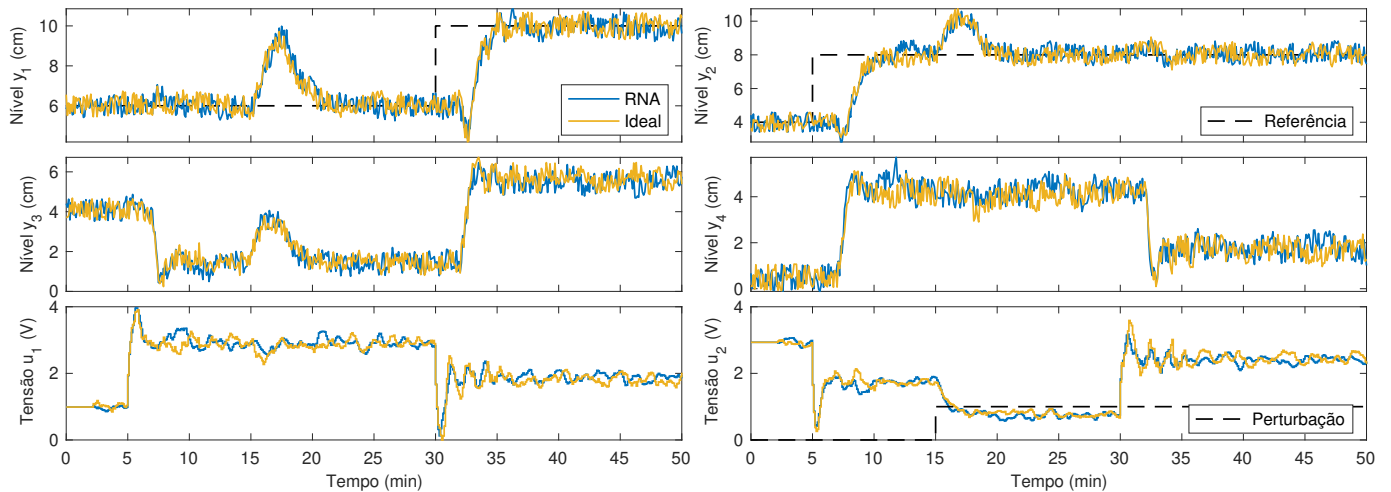 10
8
6
Nível y1 (cm)
RNA
Ideal
10
8
6
4
Nível y2 (cm)
Referência
6
4
2
0
Nível y3 (cm)
4
2
0
Nível y4 (cm)
4
2
0
Tensão u1 (V)
0 5 10 15 20 25 30 35 40 45 50
Tempo (min)
4
2
0
Tensão u2 (V)
Perturbação
0 5 10 15 20 25 30 35 40 45 50
Tempo (min)